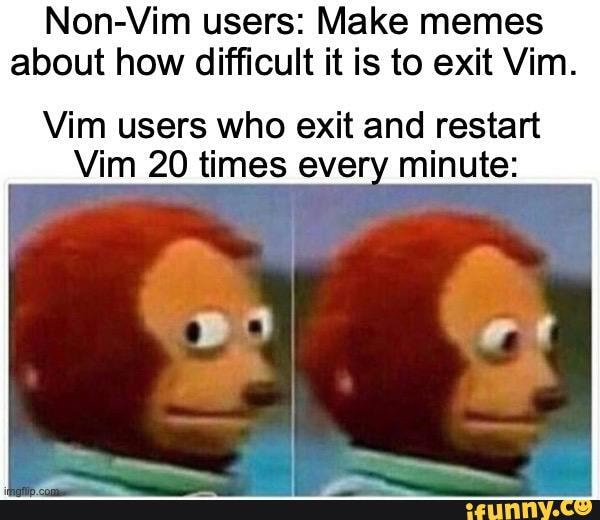 Non-Vim users: Make memes
about how difficult it is to exit Vim.
Vim users who exit and restart
Vim 20 times every minute:
imgflip.com
ifunny.co